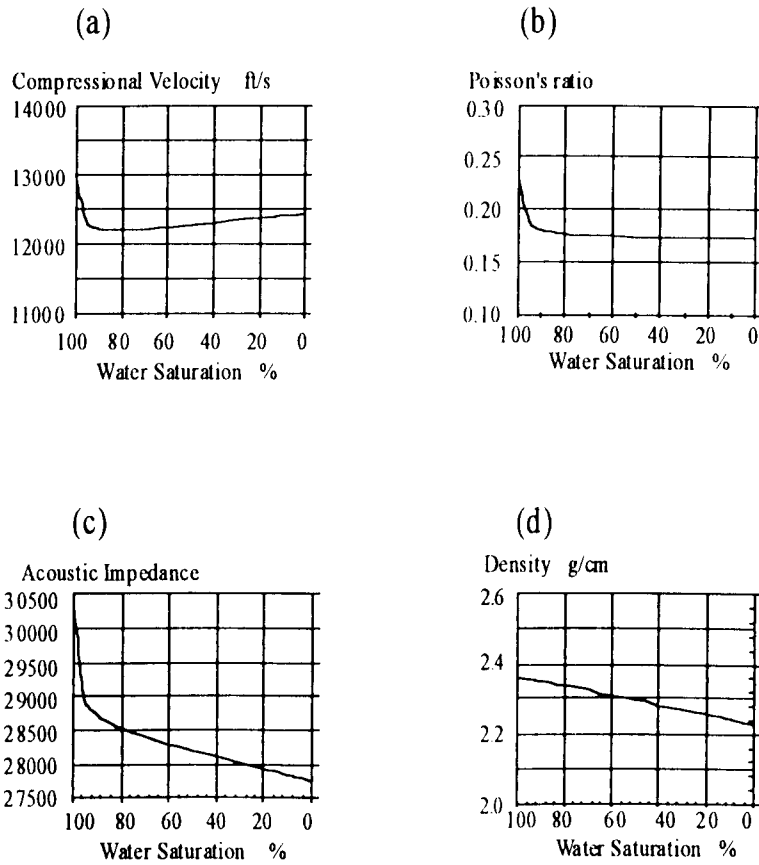 (a)
Compressional Velocity ft/s
14000
13000
12000
11000
100 80 60 40 20 0
Water Saturation %
(b)
Poisson's ratio
0.30
0.25
0.20
0.15
0.10
100 80 60 40 20 0
Water Saturation %
(c)
Acoustic Impedance
30500
30000
29500
29000
28500
28000
27500
100 80 60 40 20 0
Water Saturation %
(d)
Density g/cm
2.6
2.4
2.2
2.0
100 80 60 40 20 0
Water Saturation %